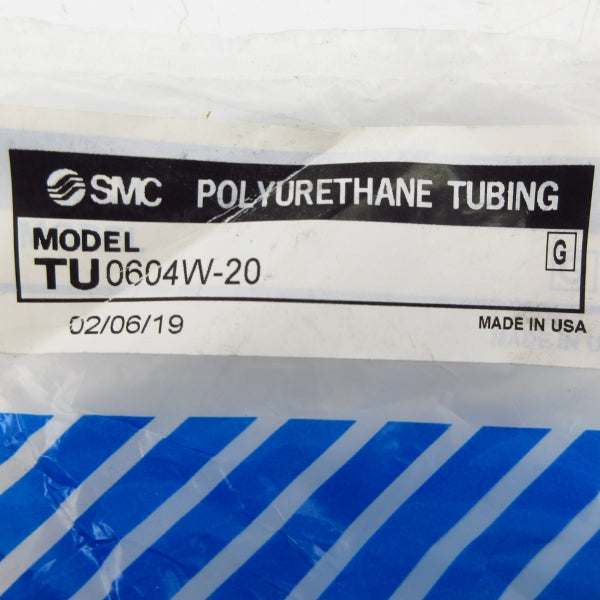 SMC POLYURETHANE TUBING
MODEL
G
TU0604W-20
02/06/19
MADE IN USA